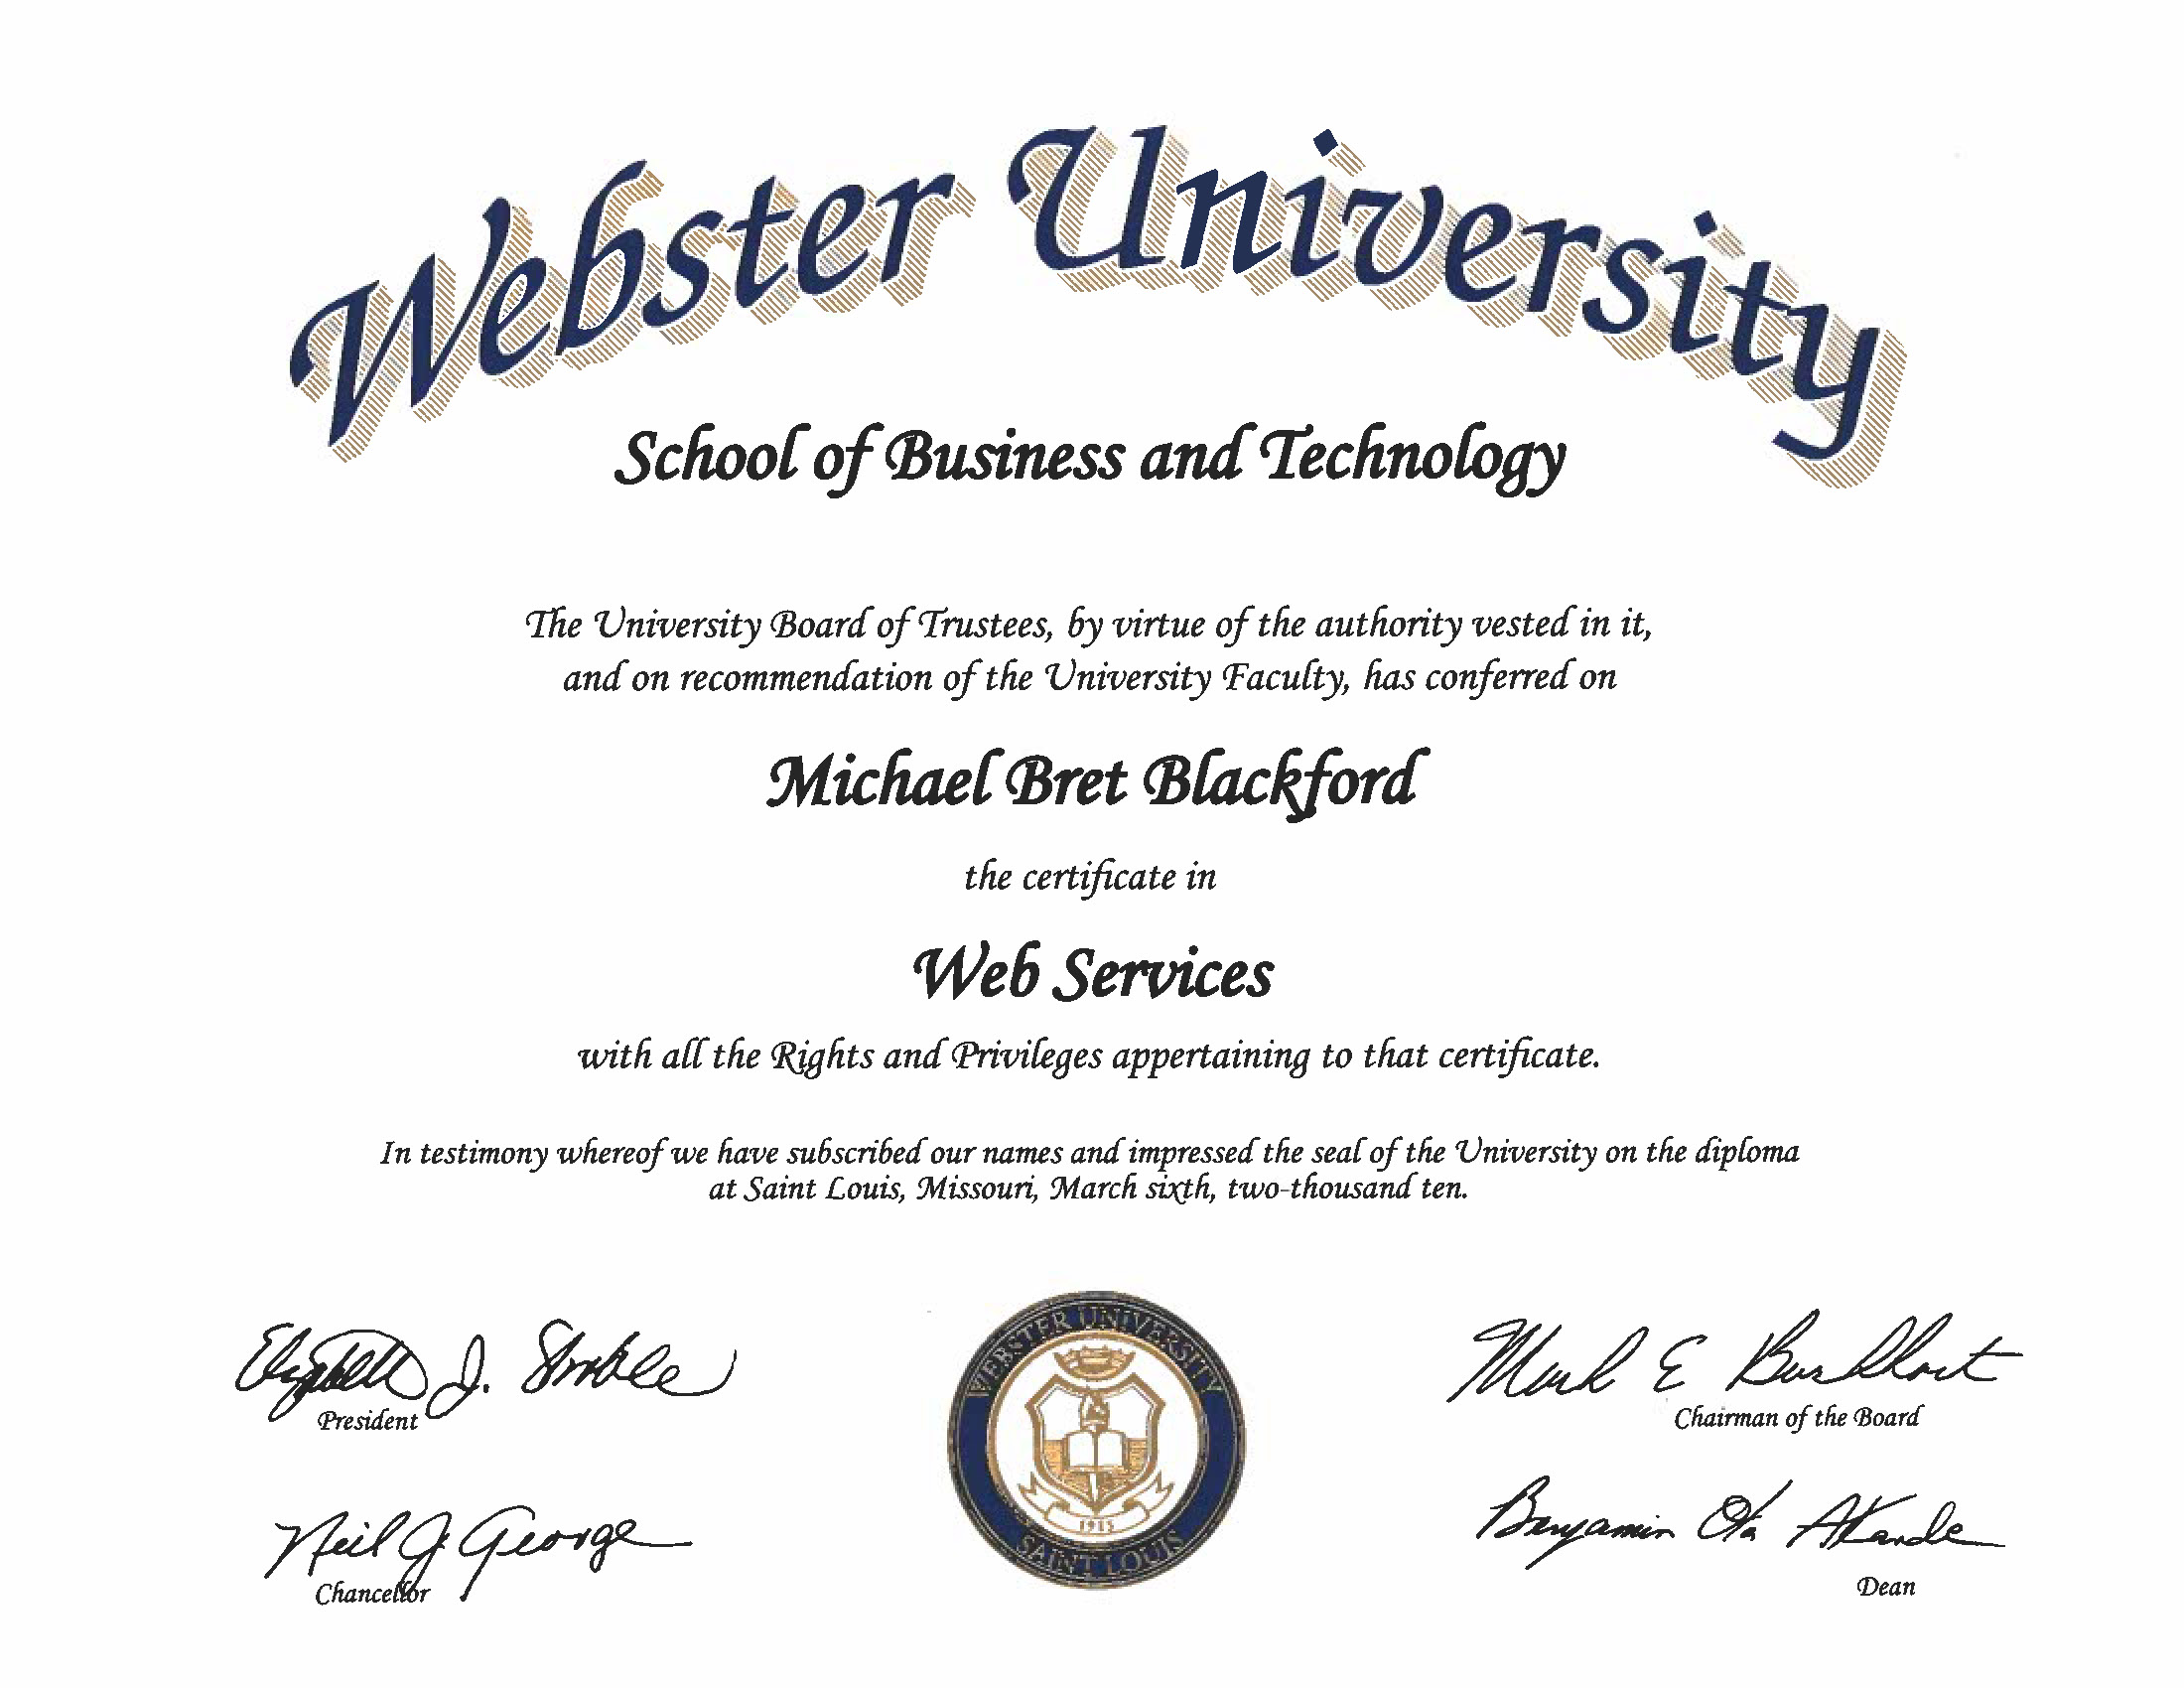 Webster University
School of Business and Technology
The University Board of Trustees, by virtue of the authority vested in it,
and on recommendation of the University Faculty, has conferred on
Michael Bret Blackford
the certificate in
Web Services
with all the Rights and Privileges appertaining to that certificate.
In testimony whereof we have subscribed our names and impressed the seal of the University on the diploma
at Saint Louis, Missouri, March sixth, two-thousand ten.
Elizabeth J. Stroble
President
Mark E Burkhart
Chairman of the Board
WEBSTER UNIVERSITY
1915
SAINT LOUIS
Neil J. George
Chancellor
Benjamin Ola Akande
Dean